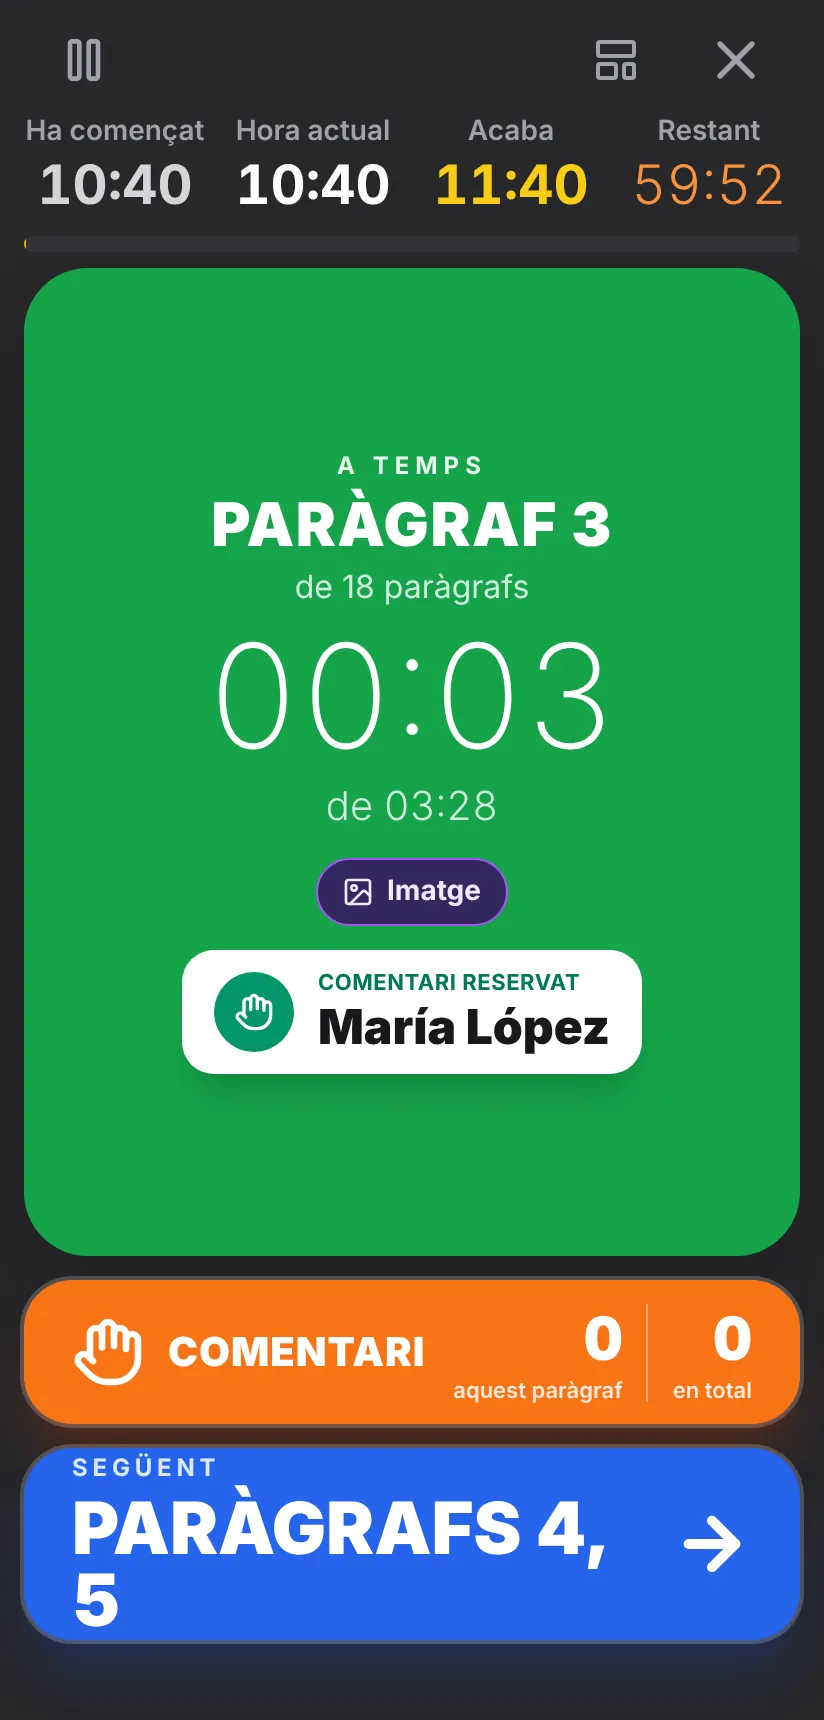 Ha començat Hora actual Acaba Restant
10:40 10:40 11:40 59:52
A TEMPS
PARÀGRAF 3
de 18 paràgrafs
00:03
de 03:28
Imatge
COMENTARI RESERVAT
María López
COMENTARI
0 aquest paràgraf
0 en total
SEGÜENT
PARÀGRAFS 4,
5